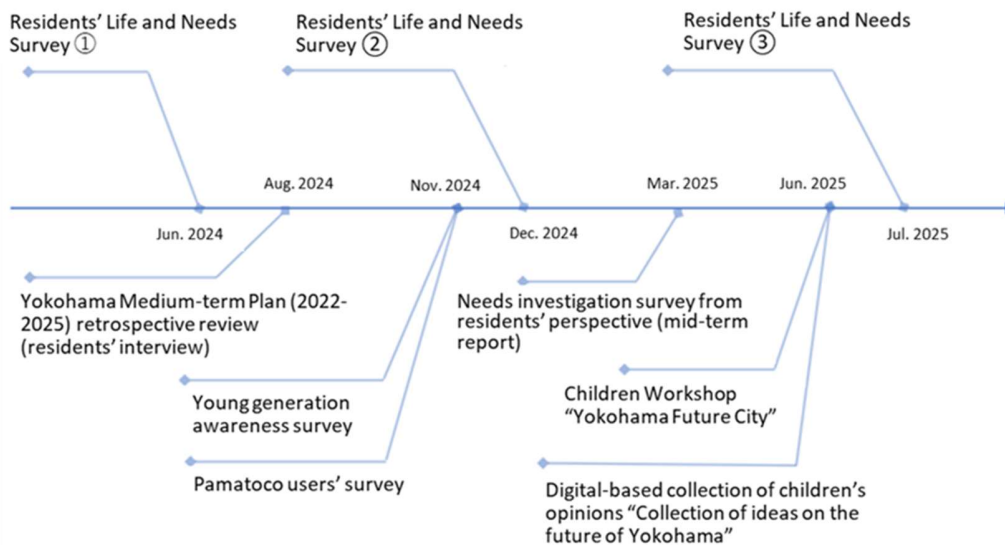 Residents’ Life and Needs
Survey ①
Residents’ Life and Needs
Survey ②
Residents’ Life and Needs
Survey ③
Aug. 2024
Nov. 2024
Mar. 2025
Jun. 2025
Jun. 2024
Dec. 2024
Jul. 2025
Yokohama Medium-term Plan (2022-
2025) retrospective review
(residents’ interview)
Needs investigation survey from
residents’ perspective (mid-term
report)
Young generation
awareness survey
Children Workshop
“Yokohama Future City”
Pamatoco users’ survey
Digital-based collection of children’s
opinions “Collection of ideas on the
future of Yokohama”